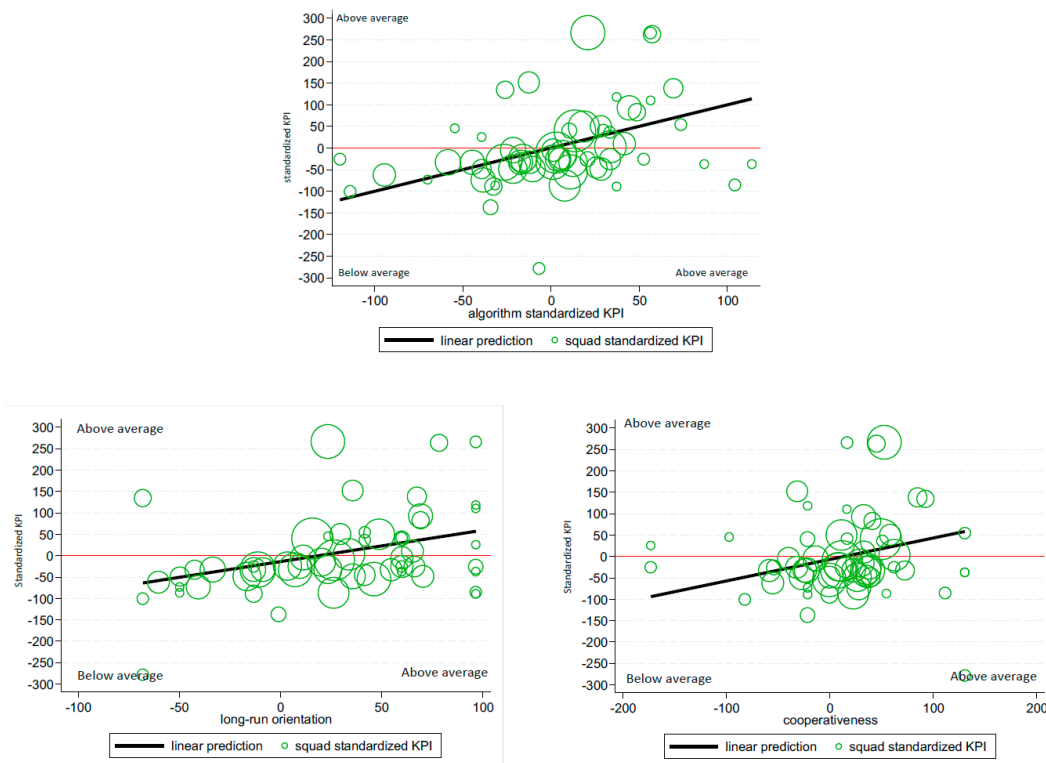 Above average
300
250
200
150
100
50
0
-50
-100
-150
-200
-250
-300
standardized KPI
Below average
Above average
-100
-50
0
50
100
algorithm standardized KPI
linear prediction
squad standardized KPI
Above average
300
250
200
150
100
50
0
-50
-100
-150
-200
-250
-300
Standardized KPI
Below average
Above average
-100
-50
0
50
100
long-run orientation
linear prediction
squad standardized KPI
Above average
300
250
200
150
100
50
0
-50
-100
-150
-200
-250
-300
Standardized KPI
Below average
Above average
-200
-100
0
100
200
cooperativeness
linear prediction
squad standardized KPI